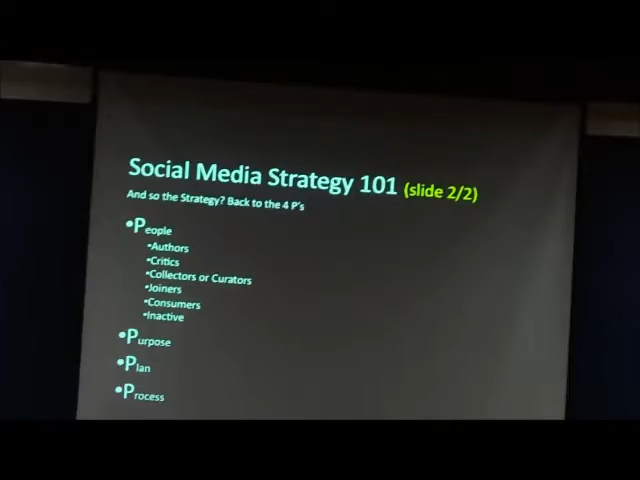 Social Media Strategy 101 (slide 2/2)
And so the Strategy? Back to the 4 P's
•People
•Authors
•Critics
•Collectors or Curators
•Joiners
•Consumers
•Inactive
•Purpose
•Plan
•Process